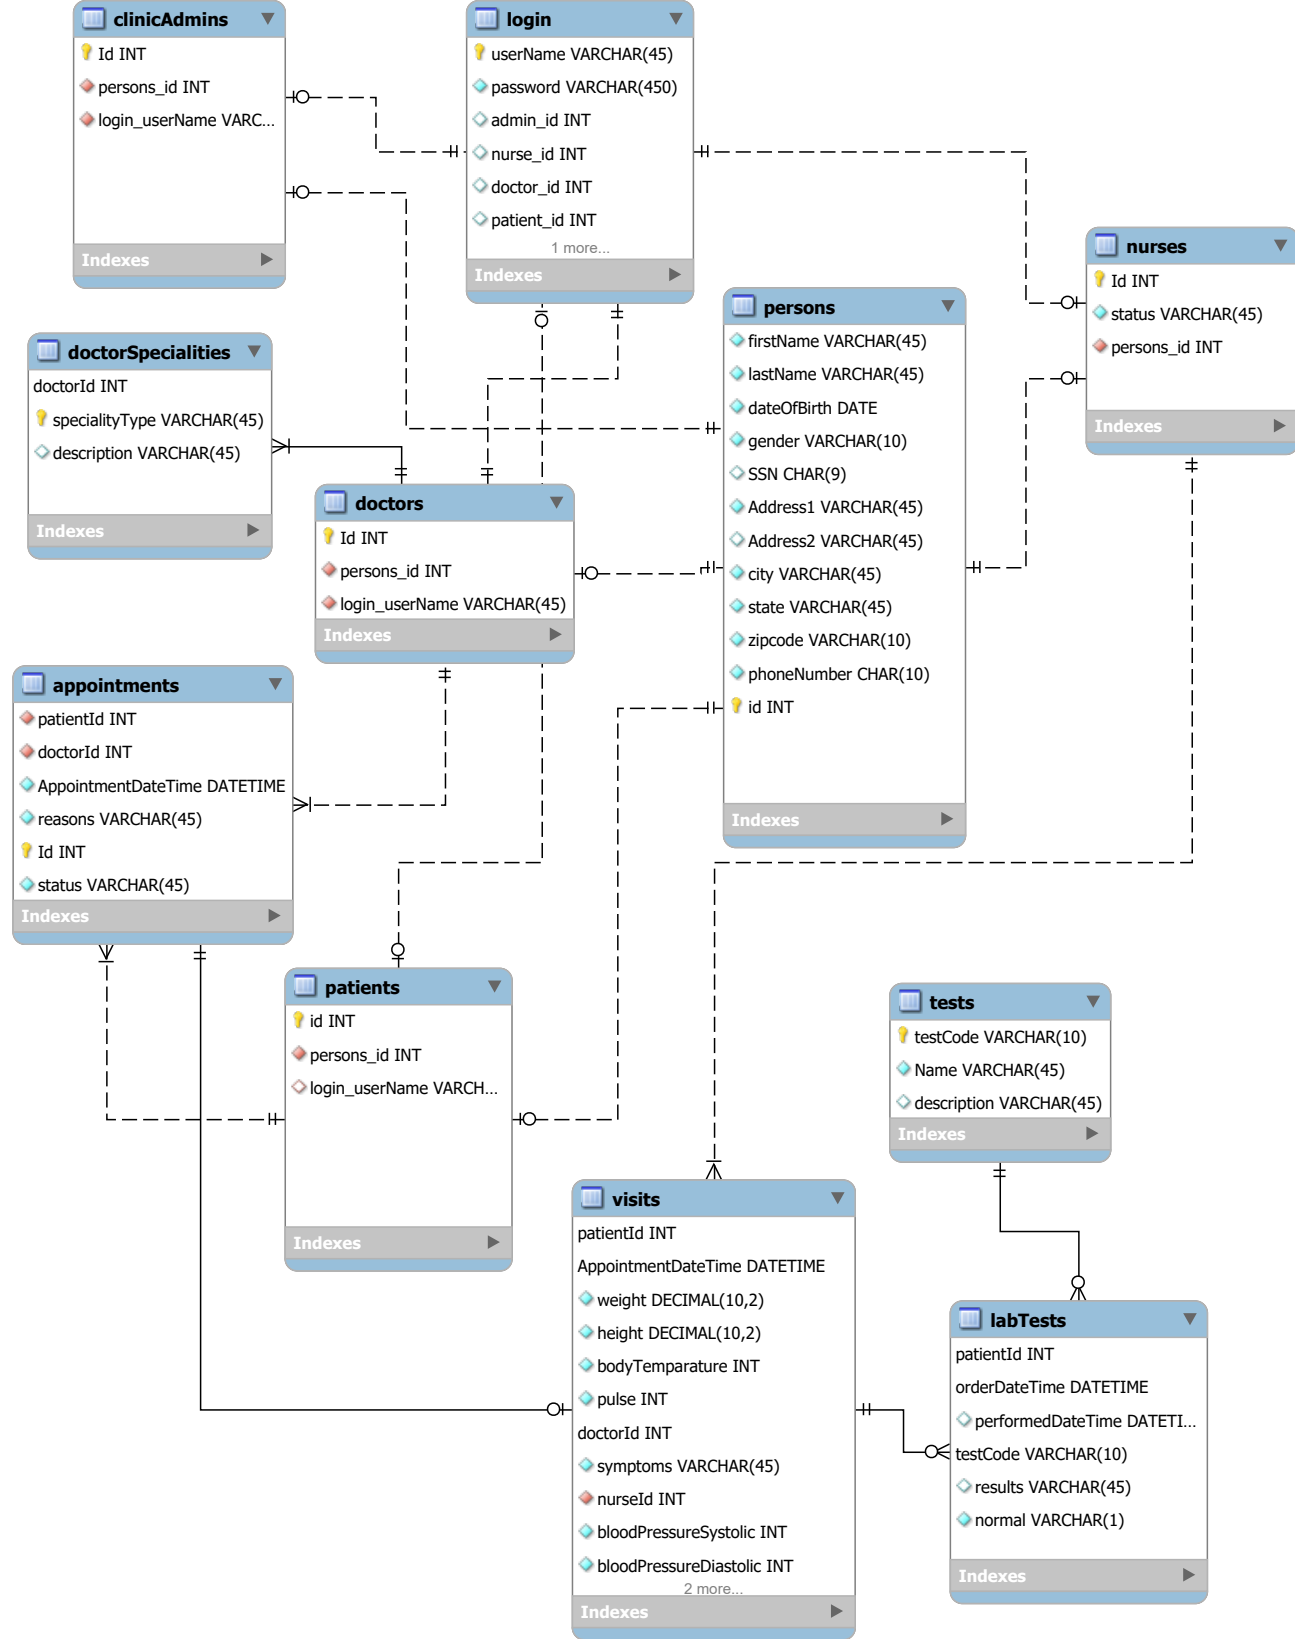 clinicAdmins
Id INT
persons_id INT
login_userName VARC...
Indexes
login
userName VARCHAR(45)
password VARCHAR(450)
admin_id INT
nurse_id INT
doctor_id INT
patient_id INT
1 more...
Indexes
nurses
Id INT
status VARCHAR(45)
persons_id INT
Indexes
persons
firstName VARCHAR(45)
lastName VARCHAR(45)
dateOfBirth DATE
gender VARCHAR(10)
SSN CHAR(9)
Address1 VARCHAR(45)
Address2 VARCHAR(45)
city VARCHAR(45)
state VARCHAR(45)
zipcode VARCHAR(10)
phoneNumber CHAR(10)
id INT
Indexes
doctorSpecialities
doctorId INT
specialityType VARCHAR(45)
description VARCHAR(45)
Indexes
doctors
Id INT
persons_id INT
login_userName VARCHAR(45)
Indexes
appointments
patientId INT
doctorId INT
AppointmentDateTime DATETIME
reasons VARCHAR(45)
Id INT
status VARCHAR(45)
Indexes
patients
id INT
persons_id INT
login_userName VARCH...
Indexes
tests
testCode VARCHAR(10)
Name VARCHAR(45)
description VARCHAR(45)
Indexes
visits
patientId INT
AppointmentDateTime DATETIME
weight DECIMAL(10,2)
height DECIMAL(10,2)
bodyTemparature INT
pulse INT
doctorId INT
symptoms VARCHAR(45)
nurseId INT
bloodPressureSystolic INT
bloodPressureDiastolic INT
2 more...
Indexes
labTests
patientId INT
orderDateTime DATETIME
performedDateTime DATETI...
testCode VARCHAR(10)
results VARCHAR(45)
normal VARCHAR(1)
Indexes